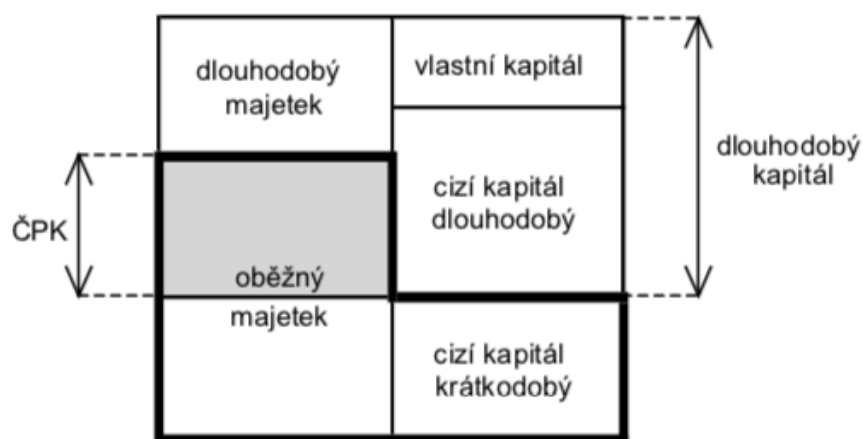 dlouhodobý
majetek
vlastní kapitál
dlouhodobý
kapitál
cizí kapitál
dlouhodobý
ČPK
oběžný
majetek
cizí kapitál
krátkodobý